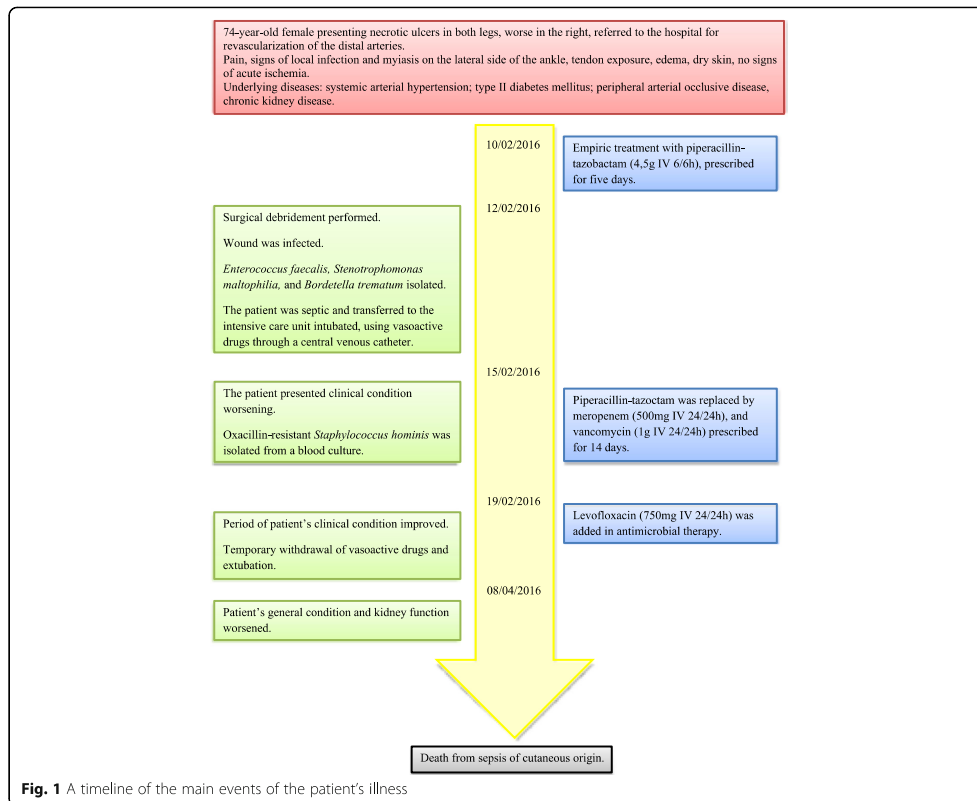 74-year-old female presenting necrotic ulcers in both legs, worse in the right, referred to the hospital for
revascularization of the distal arteries.
Pain, signs of local infection and myiasis on the lateral side of the ankle, tendon exposure, edema, dry skin, no signs
of acute ischemia.
Underlying diseases: systemic arterial hypertension; type II diabetes mellitus; peripheral arterial occlusive disease,
chronic kidney disease.
10/02/2016
Empiric treatment with piperacillin-
tazobactam (4,5g IV 6/6h), prescribed
for five days.
12/02/2016
Surgical debridement performed.
Wound was infected.
Enterococcus faecalis, Stenotrophomonas
maltophilia, and Bordetella trematum isolated.
The patient was septic and transferred to the
intensive care unit intubated, using vasoactive
drugs through a central venous catheter.
15/02/2016
The patient presented clinical condition
worsening.
Oxacillin-resistant Staphylococcus hominis was
isolated from a blood culture.
Piperacillin-tazoctam was replaced by
meropenem (500mg IV 24/24h), and
vancomycin (1g IV 24/24h) prescribed
for 14 days.
19/02/2016
Period of patient's clinical condition improved.
Temporary withdrawal of vasoactive drugs and
extubation.
Levofloxacin (750mg IV 24/24h) was
added in antimicrobial therapy.
08/04/2016
Patient's general condition and kidney function
worsened.
Death from sepsis of cutaneous origin.
Fig. 1 A timeline of the main events of the patient's illness